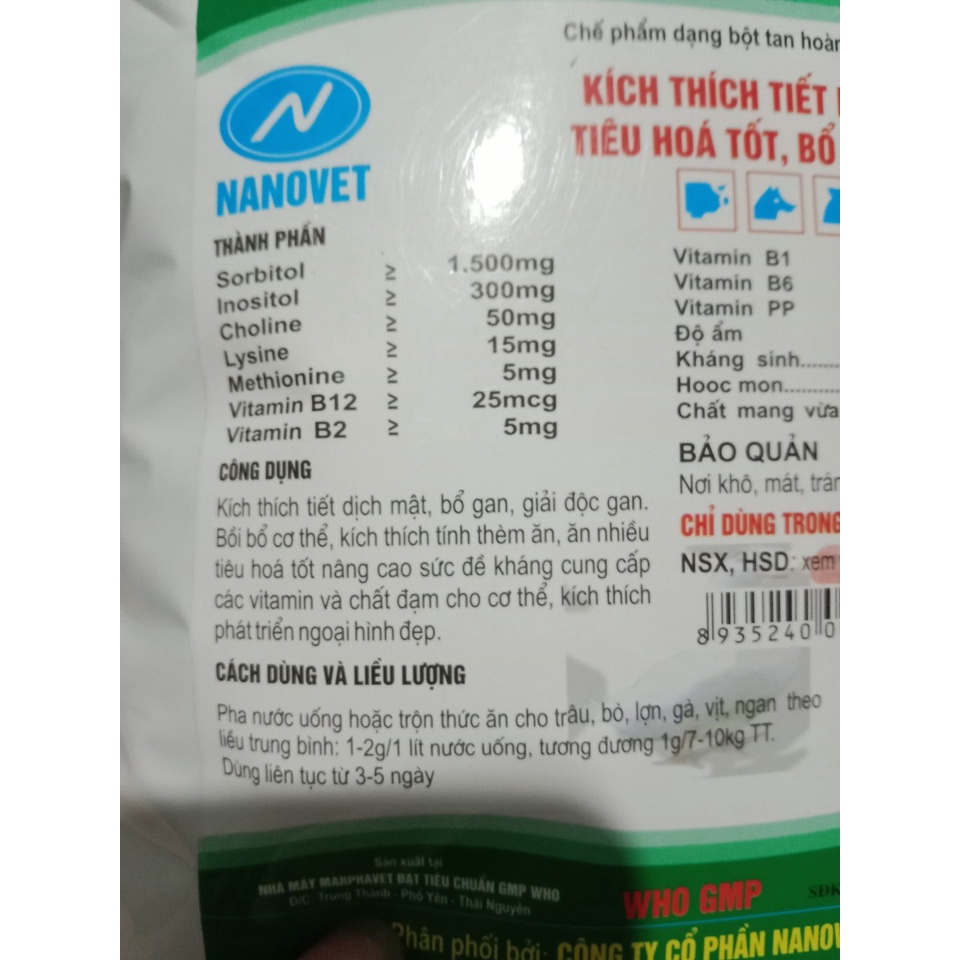 Chế phẩm dạng bột tan hoàn
KÍCH THÍCH TIẾT
TIÊU HOÁ TỐT, BỔ
NANOVET
THÀNH PHẦN
Sorbitol ≥ 1.500mg
Inositol ≥ 300mg
Choline ≥ 50mg
Lysine ≥ 15mg
Methionine ≥ 5mg
Vitamin B12 ≥ 25mcg
Vitamin B2 ≥ 5mg
CÔNG DỤNG
Kích thích tiết dịch mật, bổ gan, giải độc gan.
Bồi bổ cơ thể, kích thích tính thèm ăn, ăn nhiều
tiêu hoá tốt nâng cao sức đề kháng cung cấp
các vitamin và chất đạm cho cơ thể, kích thích
phát triển ngoại hình đẹp.
Vitamin B1
Vitamin B6
Vitamin PP
Độ ẩm
Kháng sinh.......
Hooc mon.........
Chất mang vừa
BẢO QUẢN
Nơi khô, mát, trán
CHỈ DÙNG TRONG
NSX, HSD: xem
8 935240 0
CÁCH DÙNG VÀ LIỀU LƯỢNG
Pha nước uống hoặc trộn thức ăn cho trâu, bò, lợn, gà, vịt, ngan theo
liều trung bình: 1-2g/1 lít nước uống, tương đương 1g/7-10kg TT.
Dùng liên tục từ 3-5 ngày
Sản xuất tại
NHÀ MÁY MARPHAVET ĐẠT TIÊU CHUẨN GMP WHO
Đ/C: Trung Thành - Phổ Yên - Thái Nguyên
WHO GMP
SĐK
Phân phối bởi: CÔNG TY CỔ PHẦN NANOV